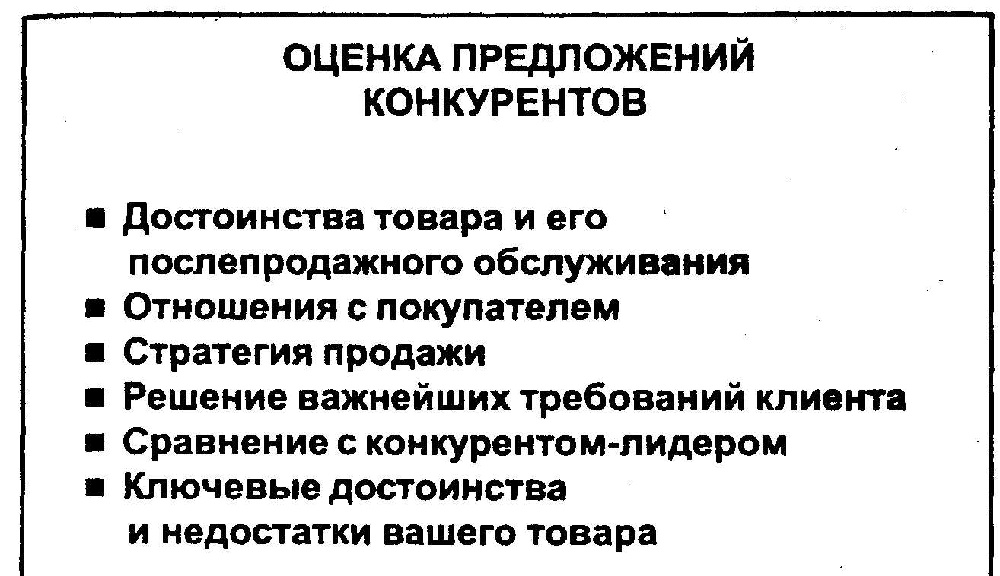 ОЦЕНКА ПРЕДЛОЖЕНИЙ
КОНКУРЕНТОВ
■ Достоинства товара и его
послепродажного обслуживания
■ Отношения с покупателем
■ Стратегия продажи
■ Решение важнейших требований клиента
■ Сравнение с конкурентом-лидером
■ Ключевые достоинства
и недостатки вашего товара